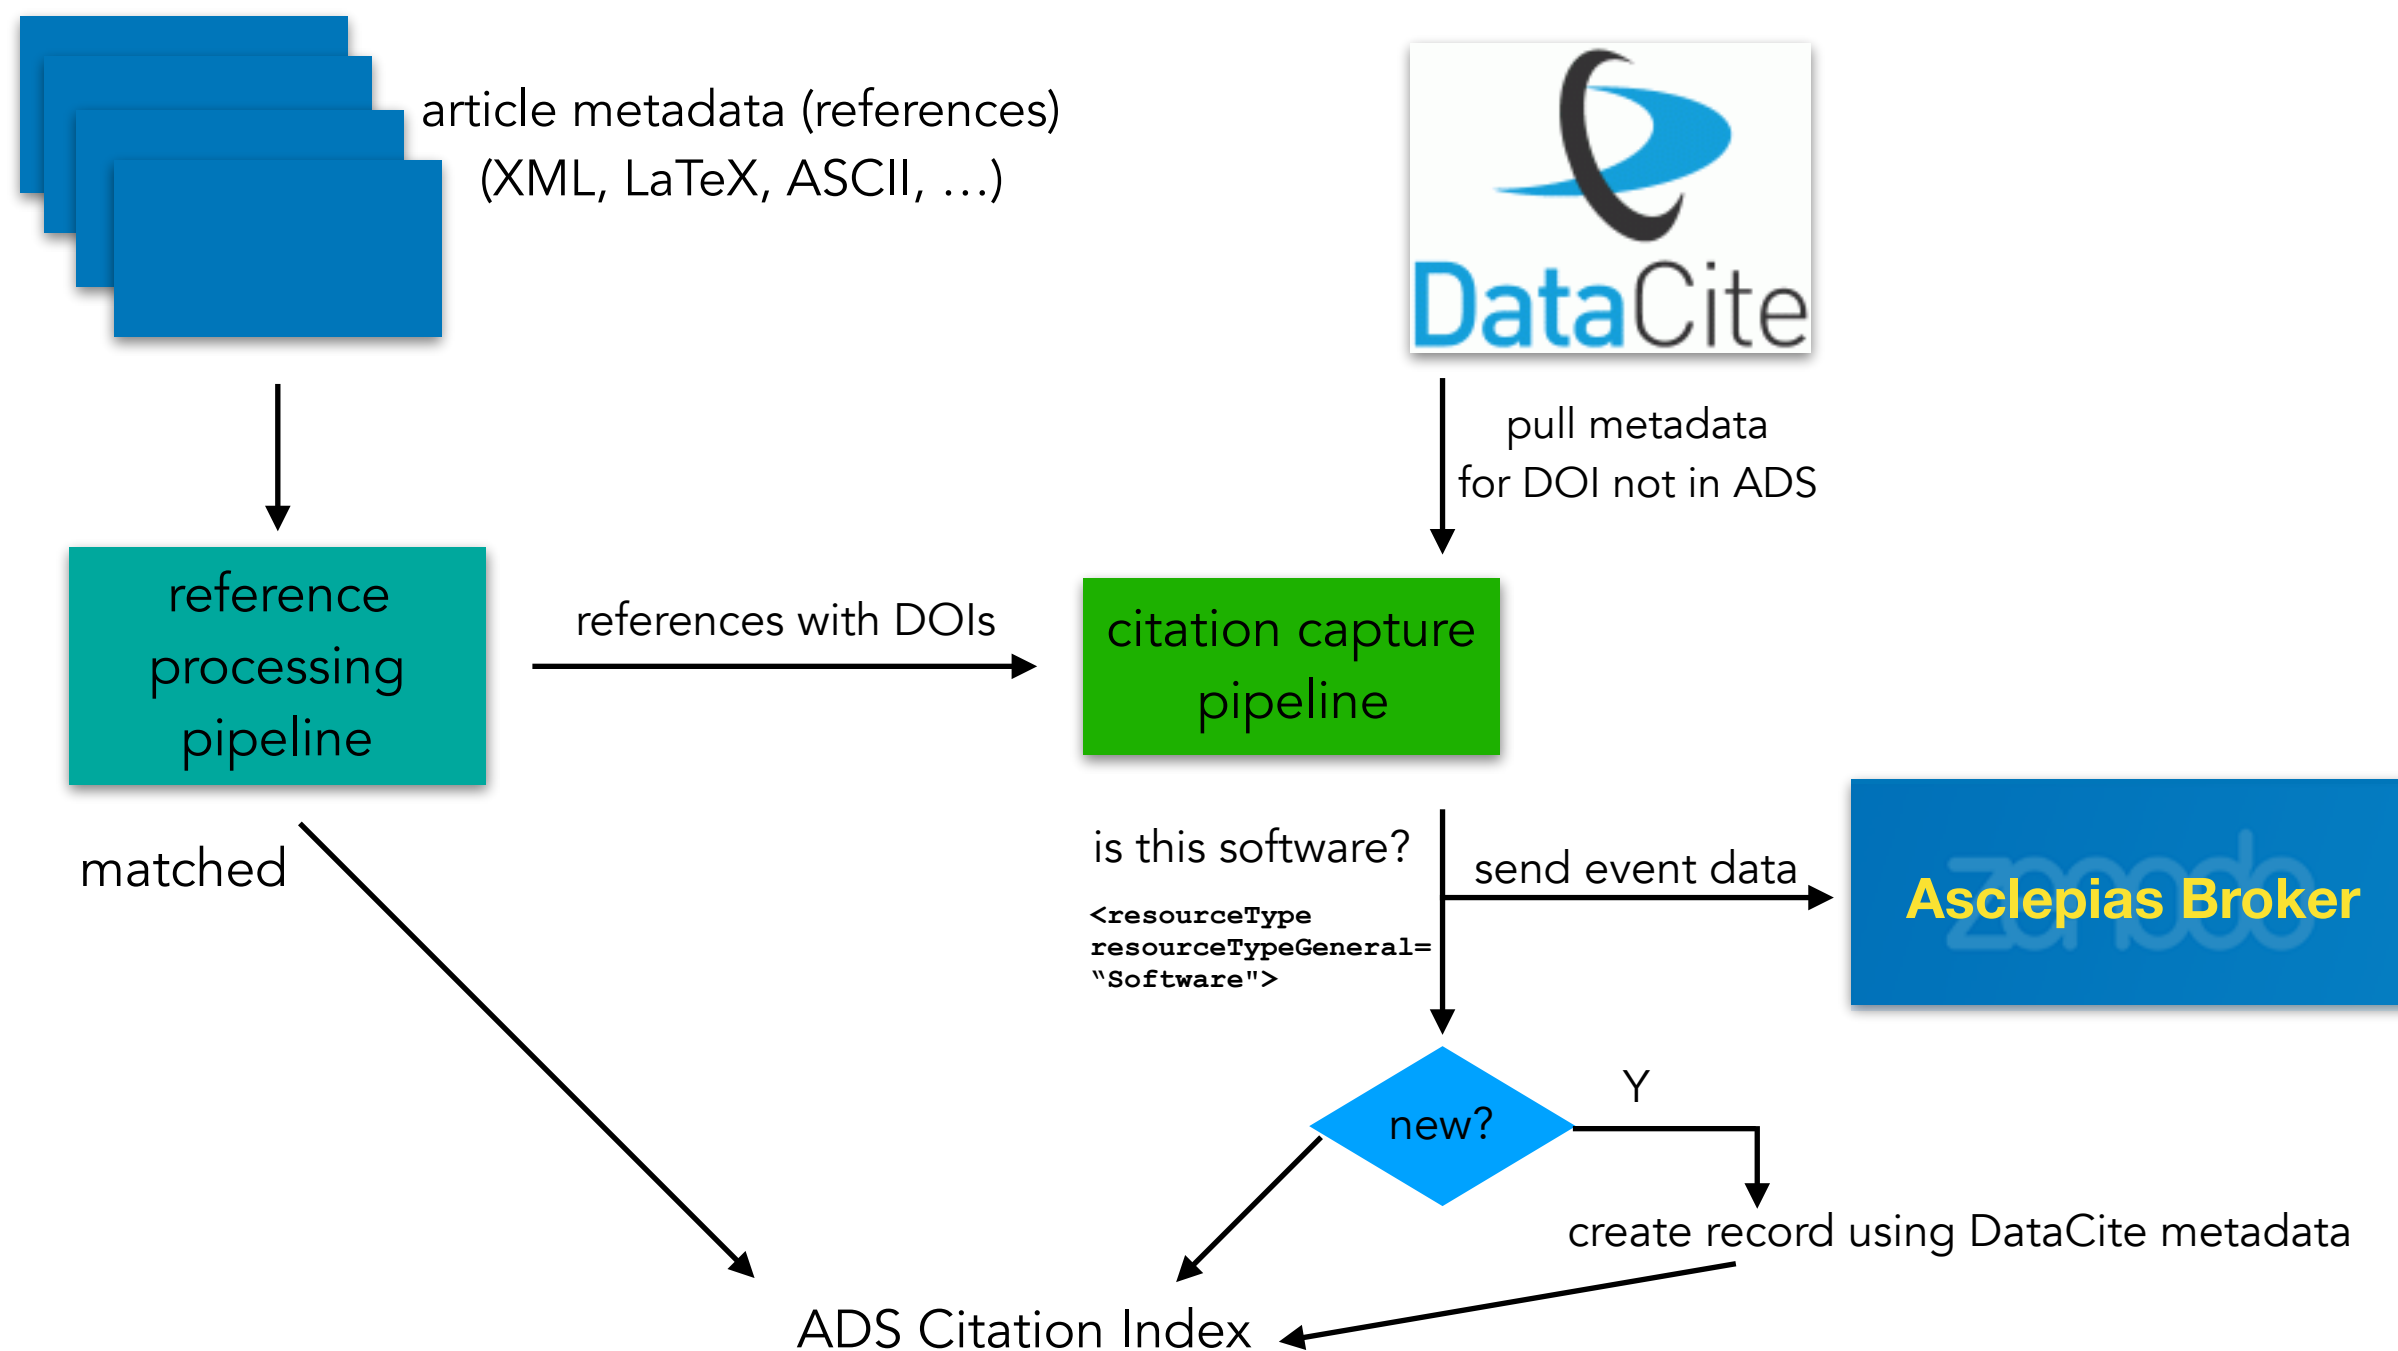 article metadata (references)
(XML, LaTeX, ASCII, …)
DataCite
pull metadata
for DOI not in ADS
reference
processing
pipeline
references with DOIs
citation capture
pipeline
matched
is this software?
<resourceType
resourceTypeGeneral=
“Software">
send event data
zenodo
Asclepias Broker
new?
Y
create record using DataCite metadata
ADS Citation Index